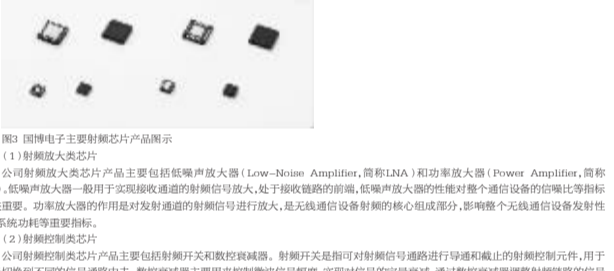 图3 国博电子主要射频芯片产品图示
(1)射频放大类芯片
公司射频放大类芯片产品主要包括低噪声放大器(Low-Noise Amplifier,简称LNA)和功率放大器(Power Amplifier,简称
,低噪声放大器一般用于实现接收通道的射频信号放大,处于接收链路的前端,低噪声放大器的性能对整个通信设备的信噪比等指标
重要。功率放大器的作用是对发射通道的射频信号进行放大,是无线通信设备射频的核心组成部分,影响整个无线通信设备发射性
系统功耗等重要指标。
(2)射频控制类芯片
公司射频控制类芯片产品主要包括射频开关和数控衰减器。射频开关是指可对射频信号通路进行导通和截止的射频控制元件,用于